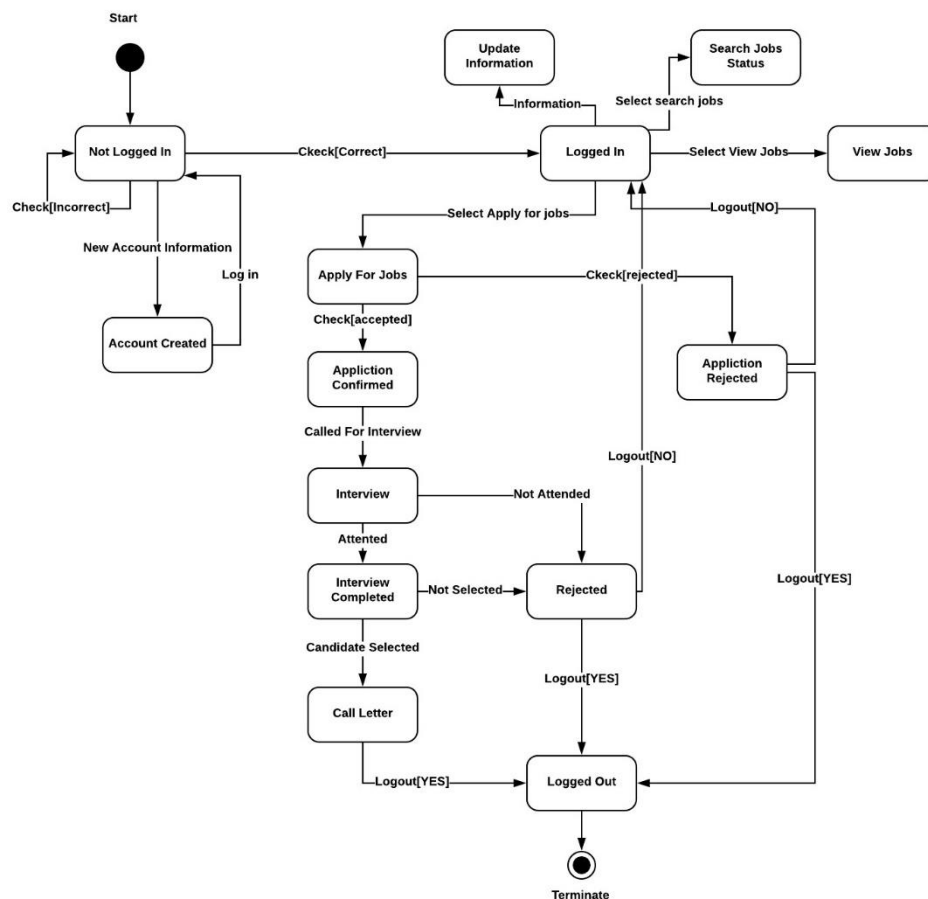 Start
Update
Information
Search Jobs
Status
Information
Select search jobs
Not Logged In
Ckeck[Correct]
Logged In
Select View Jobs
View Jobs
Check[Incorrect]
Logout[NO]
Select Apply for jobs
New Account Information
Log in
Apply For Jobs
Ckeck[rejected]
Check[accepted]
Account Created
Appliction
Confirmed
Appliction
Rejected
Called For Interview
Logout[NO]
Interview
Not Attended
Attented
Interview
Completed
Not Selected
Rejected
Logout[YES]
Candidate Selected
Logout[YES]
Call Letter
Logout[YES]
Logged Out
Terminate